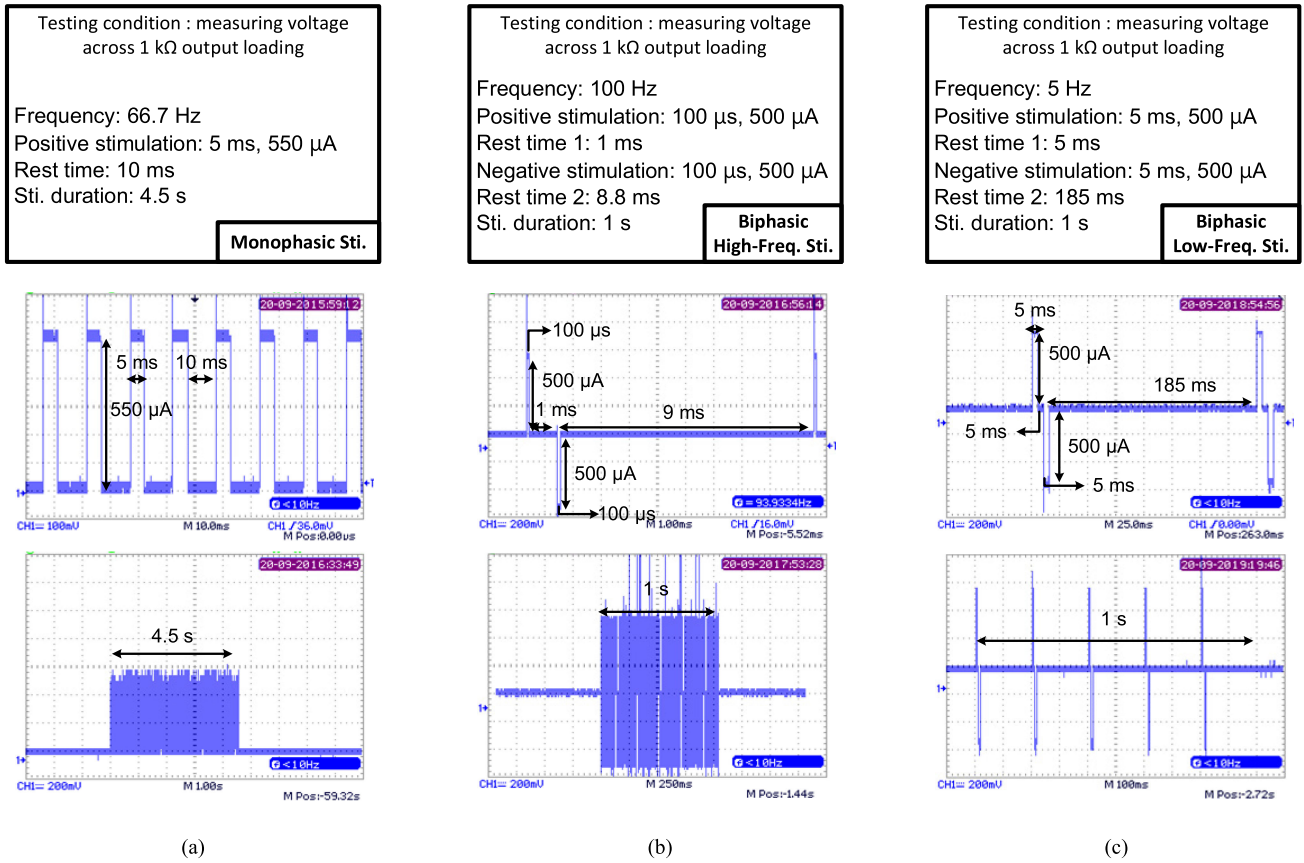 Testing condition : measuring voltage
across 1 kΩ output loading
Frequency: 66.7 Hz
Positive stimulation: 5 ms, 550 µA
Rest time: 10 ms
Sti. duration: 4.5 s
Monophasic Sti.
Testing condition : measuring voltage
across 1 kΩ output loading
Frequency: 100 Hz
Positive stimulation: 100 µs, 500 µA
Rest time 1: 1 ms
Negative stimulation: 100 µs, 500 µA
Rest time 2: 8.8 ms
Sti. duration: 1 s
Biphasic
High-Freq. Sti.
Testing condition : measuring voltage
across 1 kΩ output loading
Frequency: 5 Hz
Positive stimulation: 5 ms, 500 µA
Rest time 1: 5 ms
Negative stimulation: 5 ms, 500 µA
Rest time 2: 185 ms
Sti. duration: 1 s
Biphasic
Low-Freq. Sti.
20-09-2015:59:12
5 ms
10 ms
550 µA
1
<10Hz
CH1 100mV
M 10.0ms
CH1 36.0mV
M Pos:0.00us
20-09-2016:56:14
100 µs
500 µA
1 ms
9 ms
1
500 µA
=93.9334Hz
100 µs
CH1 200mV
M 1.00ms
CH1 16.0mV
M Pos:-5.52ms
20-09-2018:54:56
5 ms
500 µA
185 ms
1
5 ms
500 µA
5 ms
<10Hz
CH1 200mV
M 25.0ms
CH1 0.00mV
M Pos:263.0ms
20-09-2016:33:49
4.5 s
1
<10Hz
CH1 200mV
M 1.00s
M Pos:-59.32s
20-09-2017:53:28
1 s
1
<10Hz
CH1 200mV
M 250ms
M Pos:-1.44s
20-09-2019:19:46
1 s
1
<10Hz
CH1 200mV
M 100ms
M Pos:-2.72s
(a)
(b)
(c)